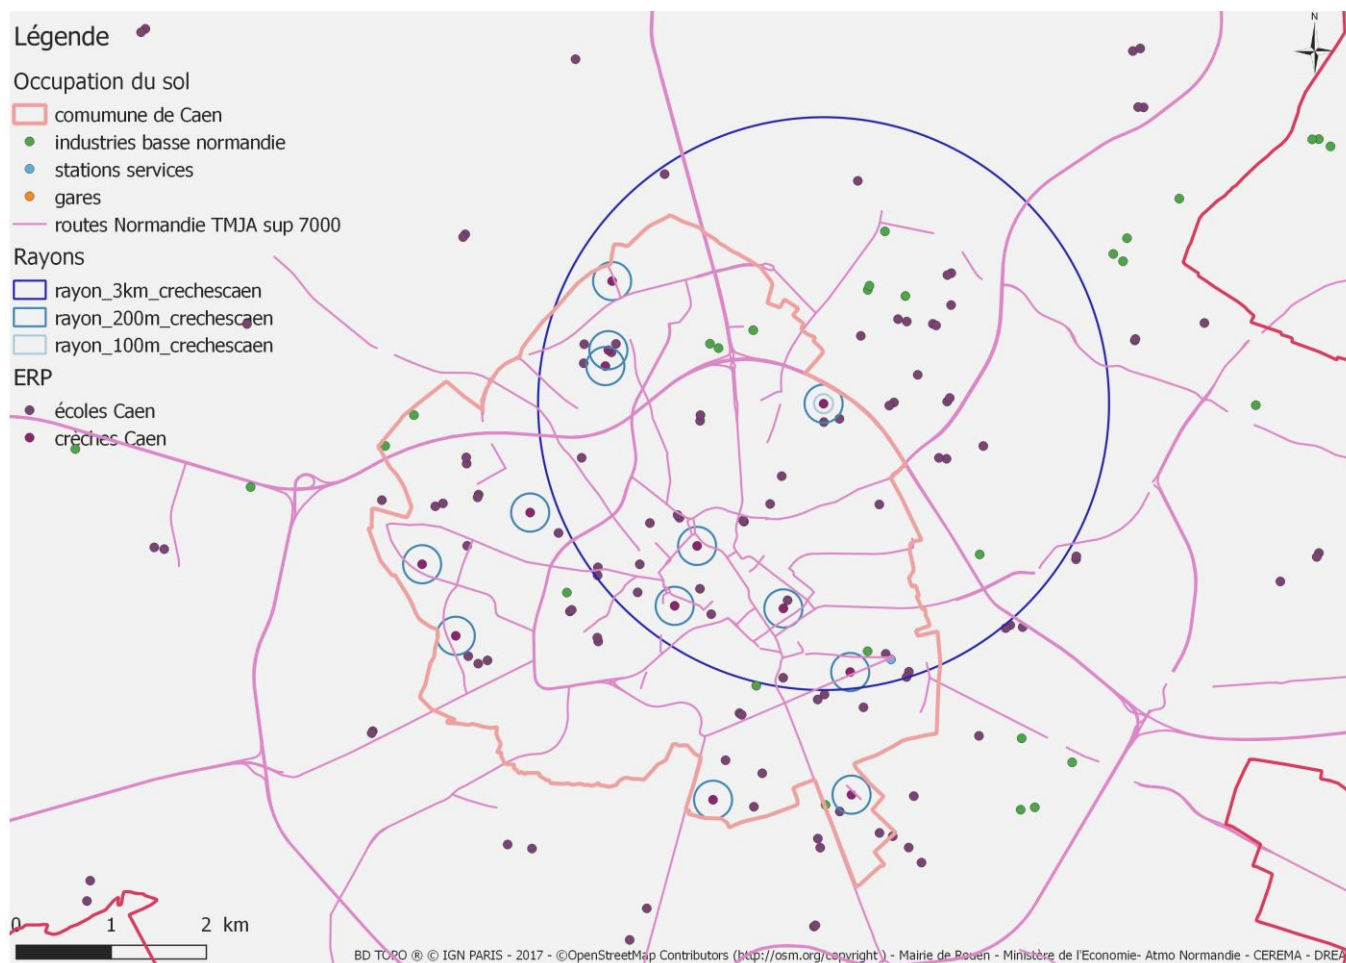 N
Légende
Occupation du sol
comumune de Caen
industries basse normandie
stations services
gares
routes Normandie TMJA sup 7000
Rayons
rayon_3km_crechescaen
rayon_200m_crechescaen
rayon_100m_crechescaen
ERP
écoles Caen
crèches Caen
0 1 2 km
BD TOPO ® © IGN PARIS - 2017 - ©OpenStreetMap Contributors (http://osm.org/copyright ) - Mairie de Rouen - Ministère de l'Economie- Atmo Normandie - CEREMA - DREA